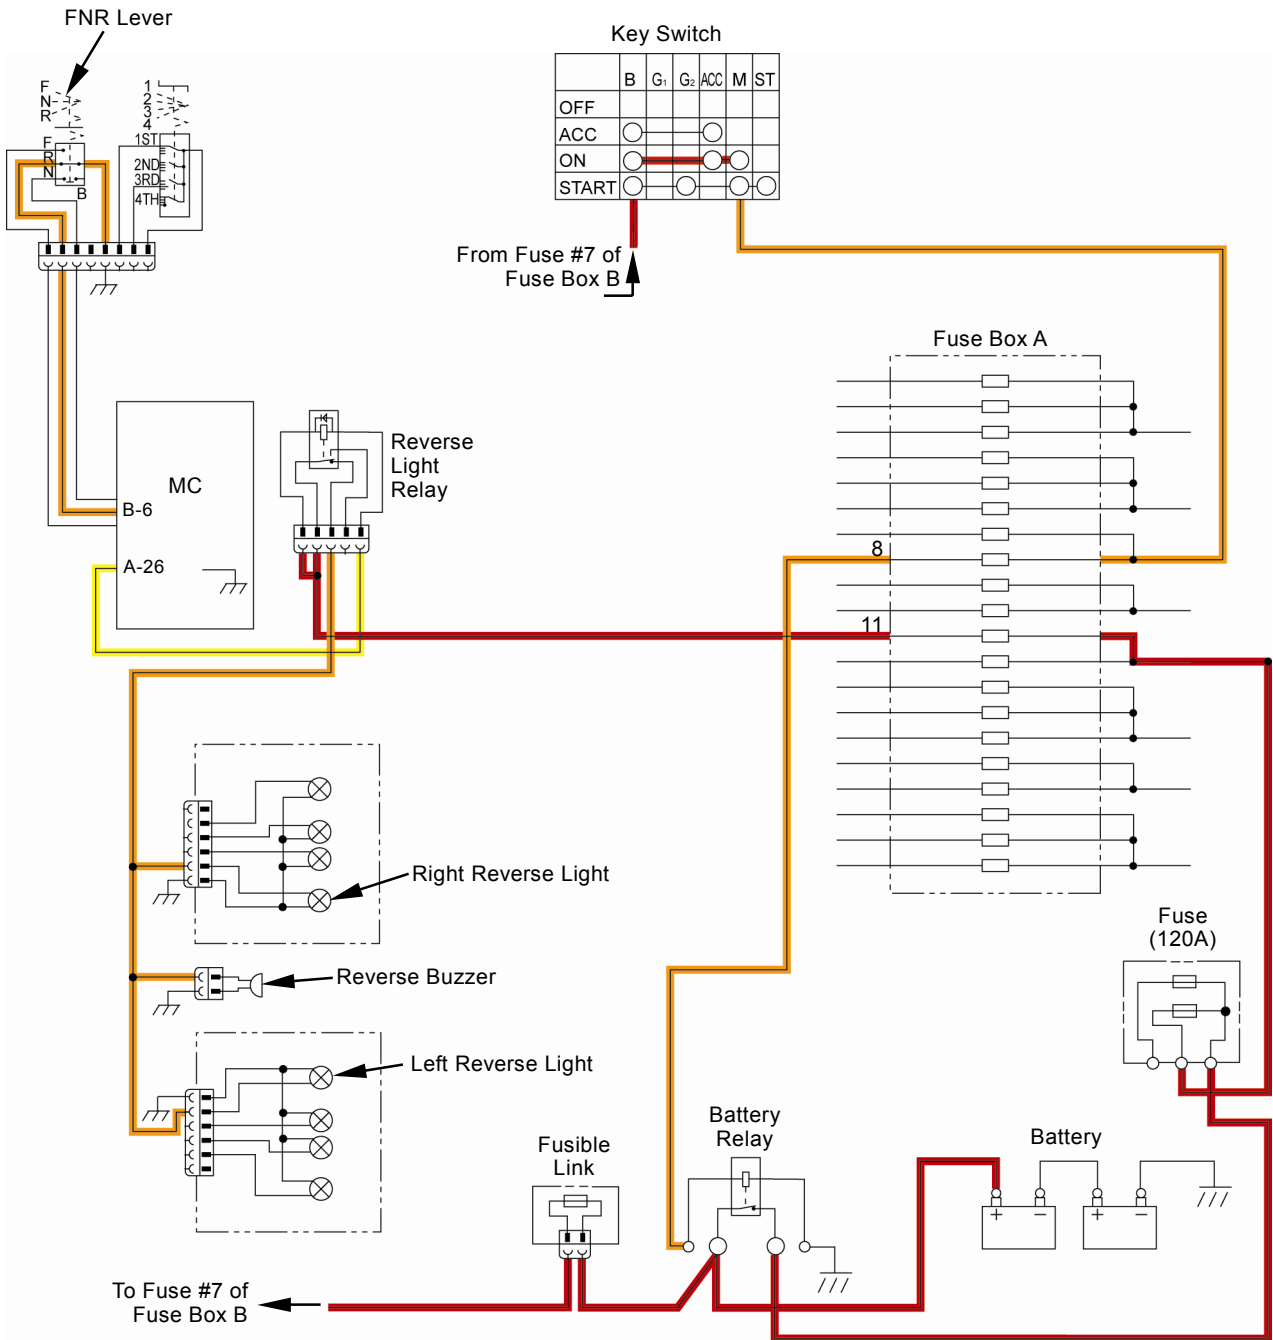 FNR Lever
Key Switch
B G₁ G₂ ACC M ST
OFF
ACC
ON
START
F
N
R
1
2
3
4
F
R
N
B
1ST
2ND
3RD
4TH
From Fuse #7 of
Fuse Box B
Fuse Box A
8
11
MC
B-6
A-26
Reverse
Light
Relay
Right Reverse Light
Reverse Buzzer
Left Reverse Light
Fuse
(120A)
Fusible
Link
Battery
Relay
Battery
+ − + −
To Fuse #7 of
Fuse Box B